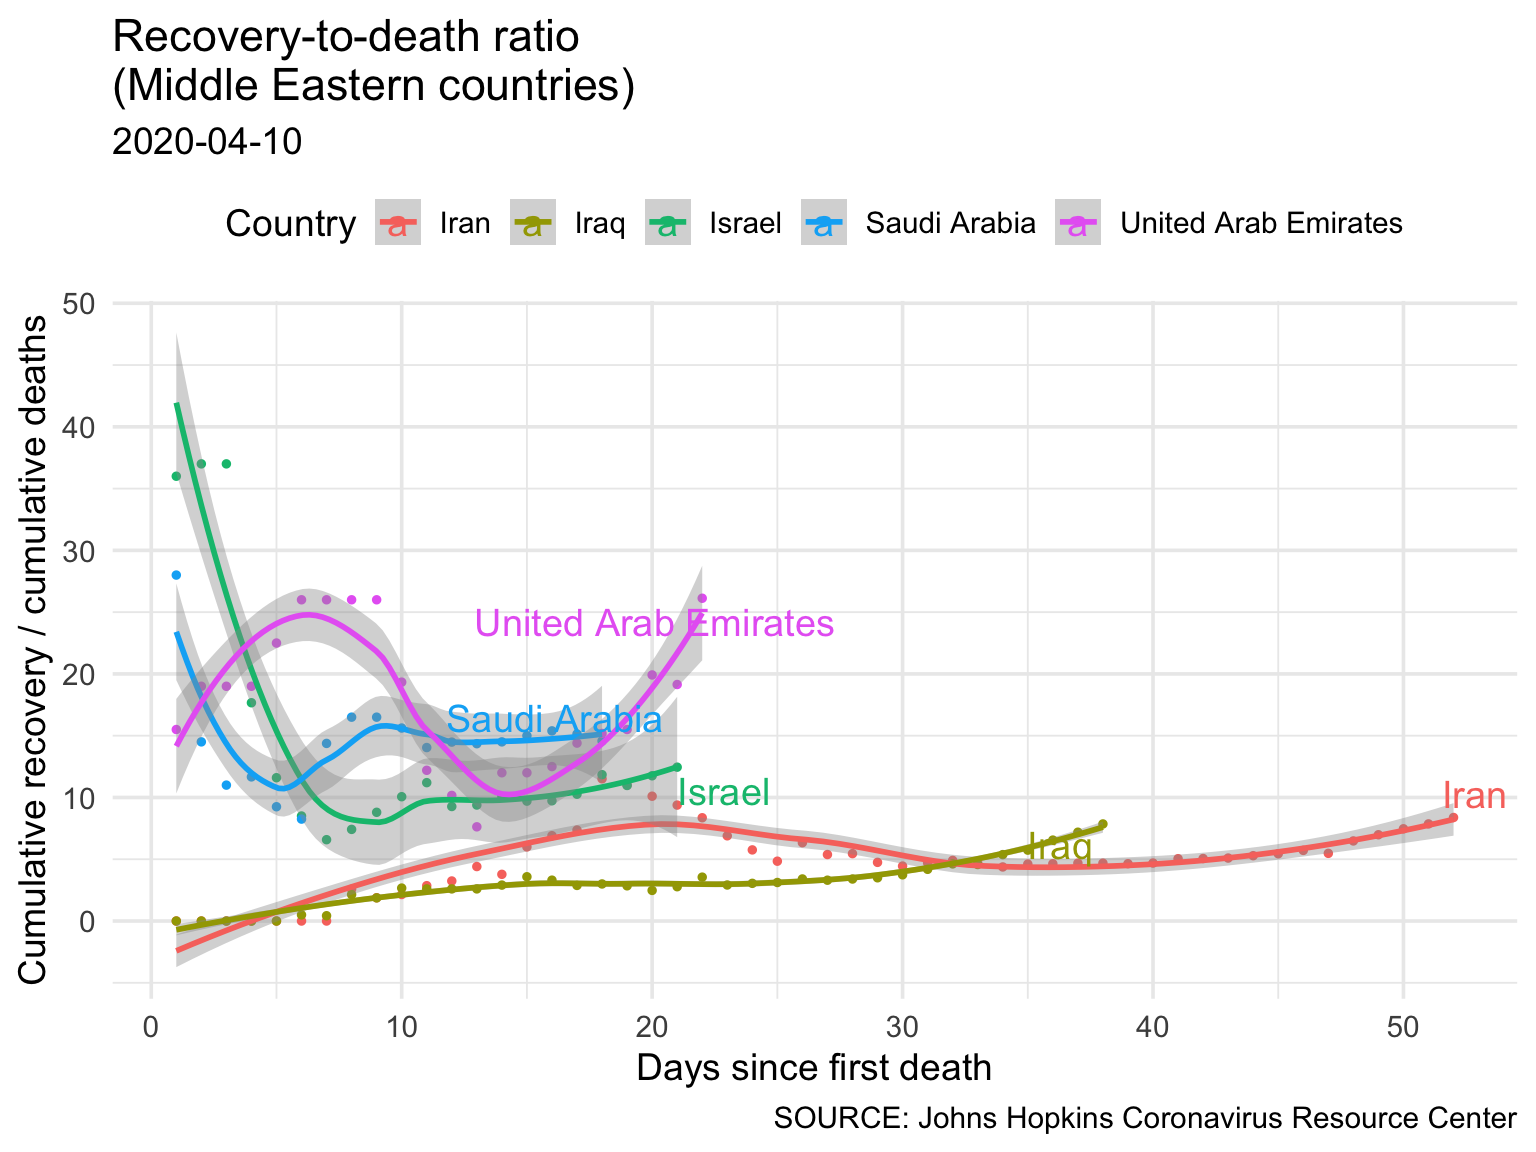 Recovery-to-death ratio
(Middle Eastern countries)
2020-04-10
Country a Iran a Iraq a Israel a Saudi Arabia a United Arab Emirates
Cumulative recovery / cumulative deaths
50
40
30
20
10
0
United Arab Emirates
Saudi Arabia
Israel
Iran
Iraq
0 10 20 30 40 50
Days since first death
SOURCE: Johns Hopkins Coronavirus Resource Center